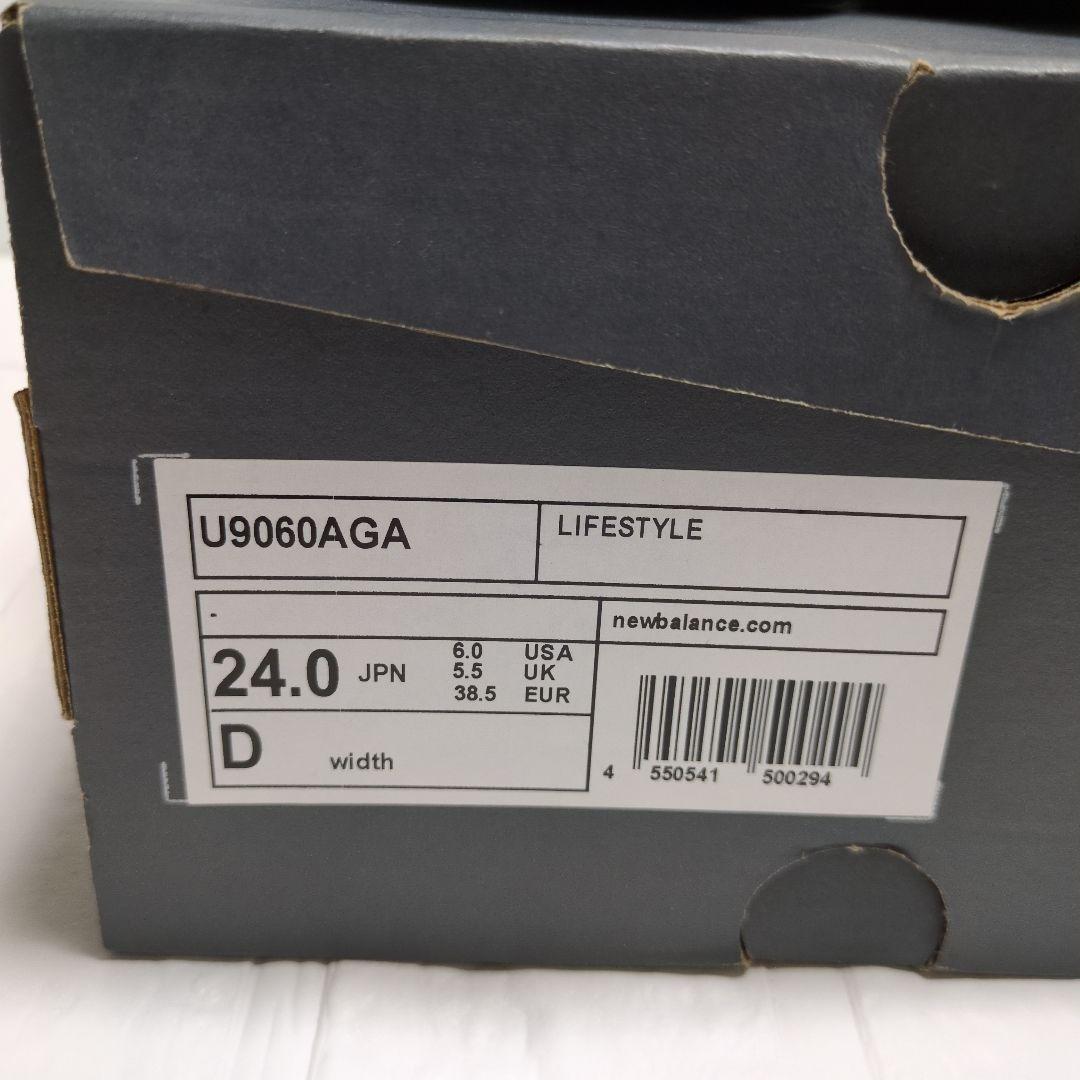 U9060AGA
LIFESTYLE
-
newbalance.com
24.0 JPN
6.0 USA
5.5 UK
38.5 EUR
D width
4 550541 500294